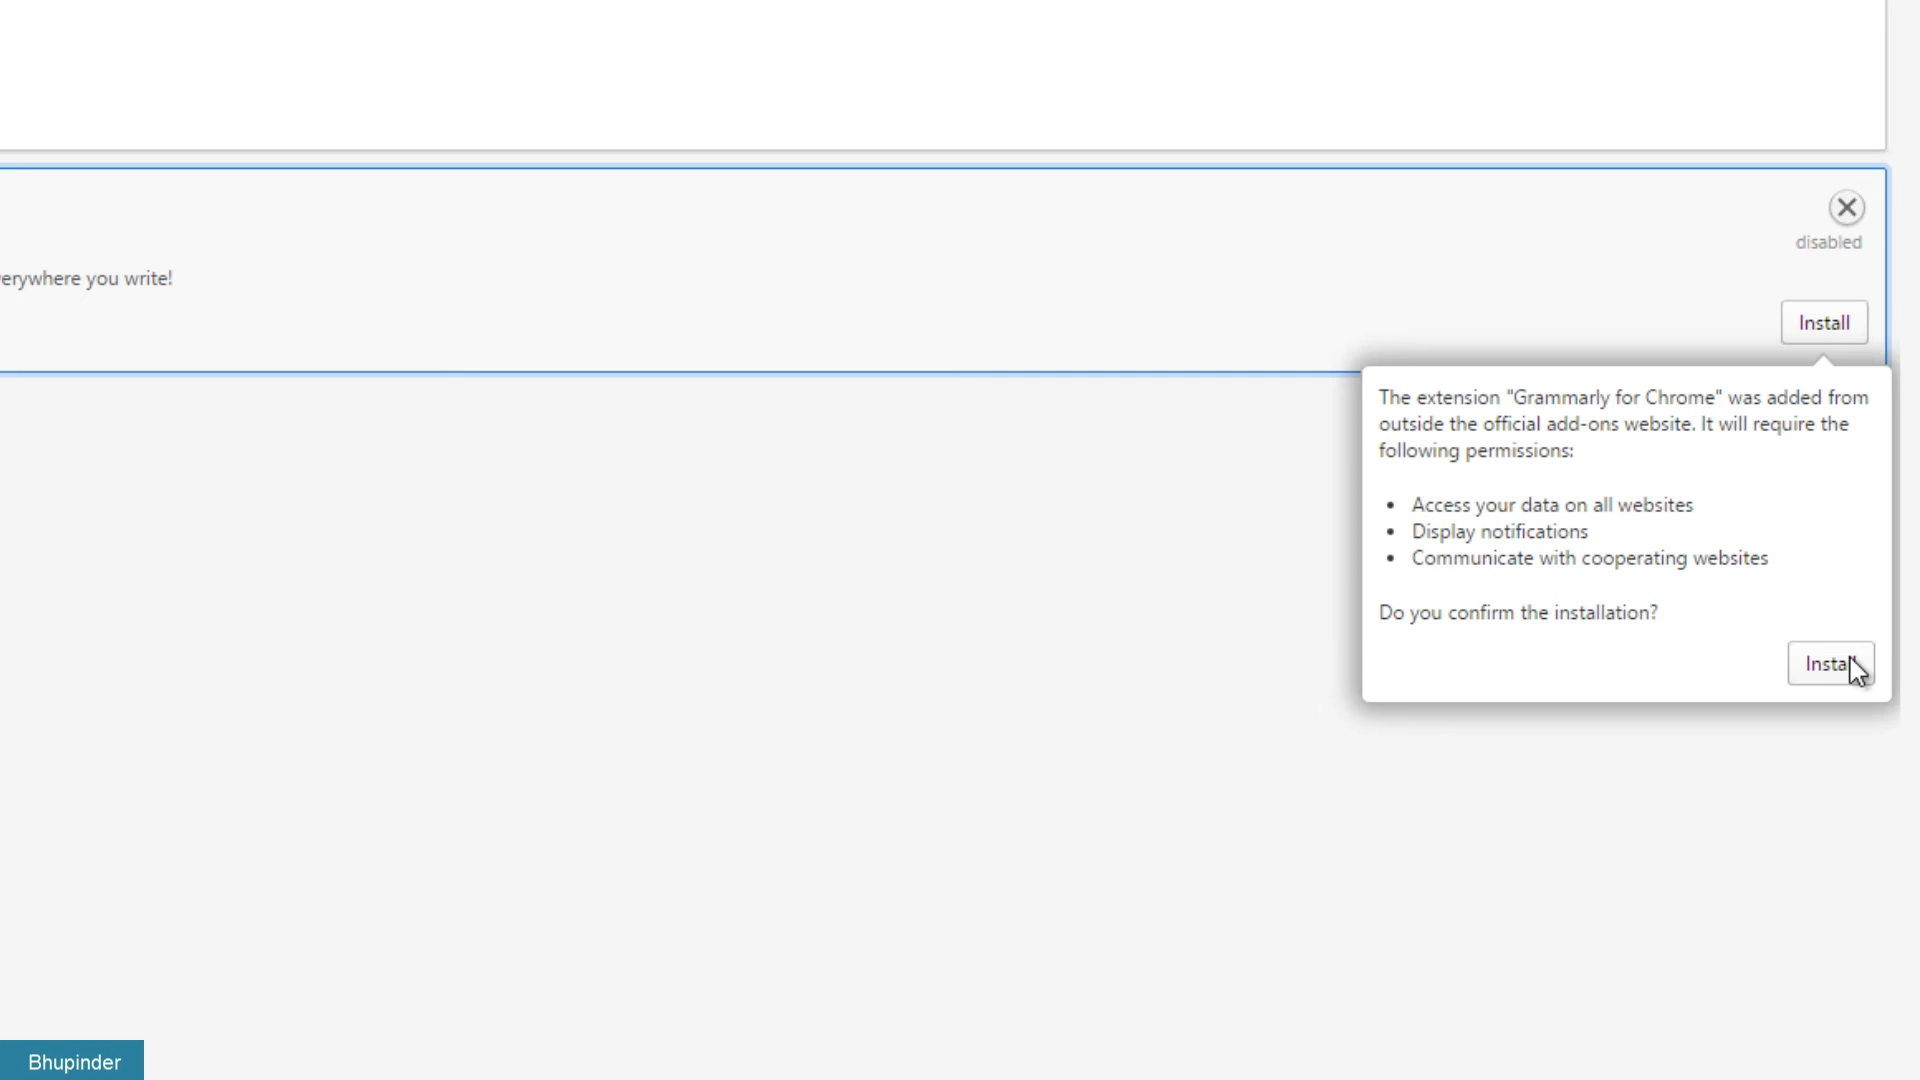 disabled
everywhere you write!
Install
The extension "Grammarly for Chrome" was added from
outside the official add-ons website. It will require the
following permissions:
• Access your data on all websites
• Display notifications
• Communicate with cooperating websites
Do you confirm the installation?
Install
Bhupinder